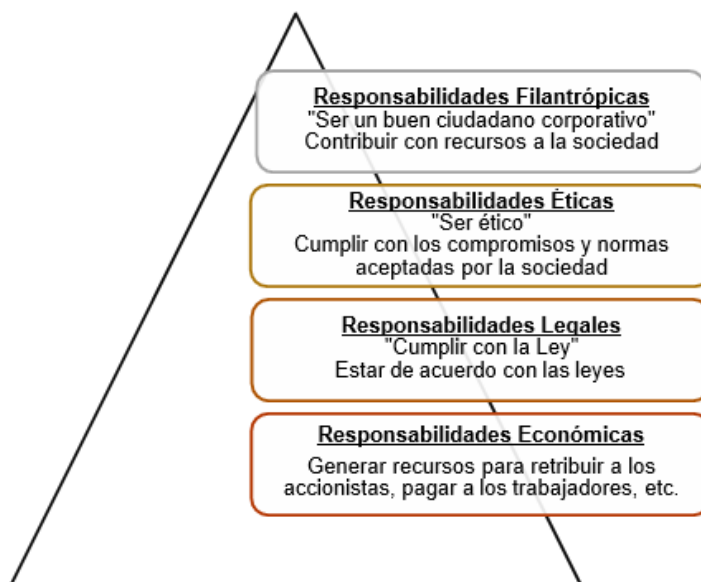 Responsabilidades Filantrópicas
"Ser un buen ciudadano corporativo"
Contribuir con recursos a la sociedad
Responsabilidades Éticas
"Ser ético"
Cumplir con los compromisos y normas
aceptadas por la sociedad
Responsabilidades Legales
"Cumplir con la Ley"
Estar de acuerdo con las leyes
Responsabilidades Económicas
Generar recursos para retribuir a los
accionistas, pagar a los trabajadores, etc.